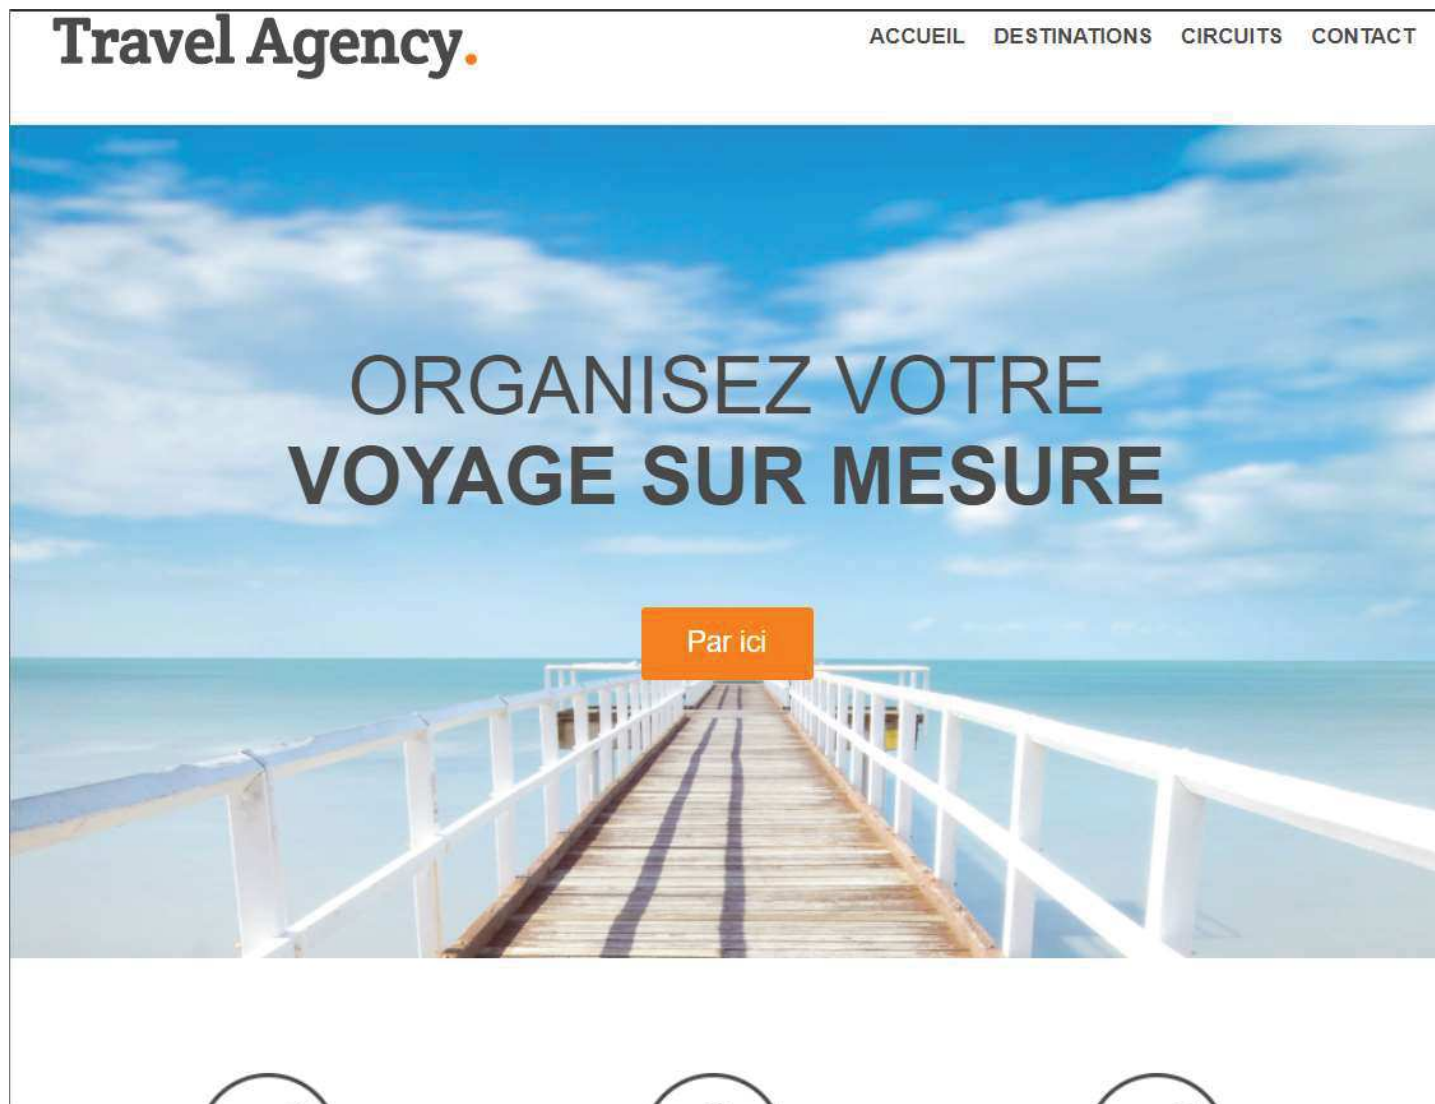 Travel Agency.
ACCUEIL DESTINATIONS CIRCUITS CONTACT
ORGANISEZ VOTRE
VOYAGE SUR MESURE
Par ici